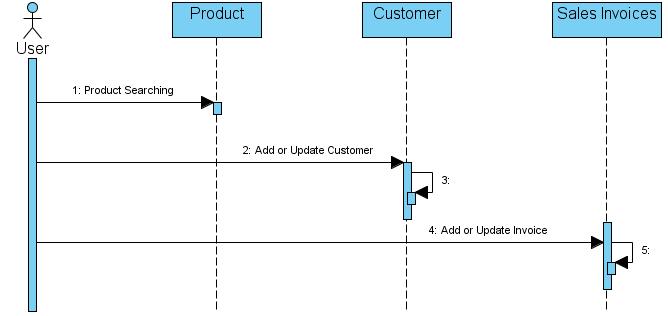 Product
Customer
Sales Invoices
User
1: Product Searching
2: Add or Update Customer
3:
4: Add or Update Invoice
5: